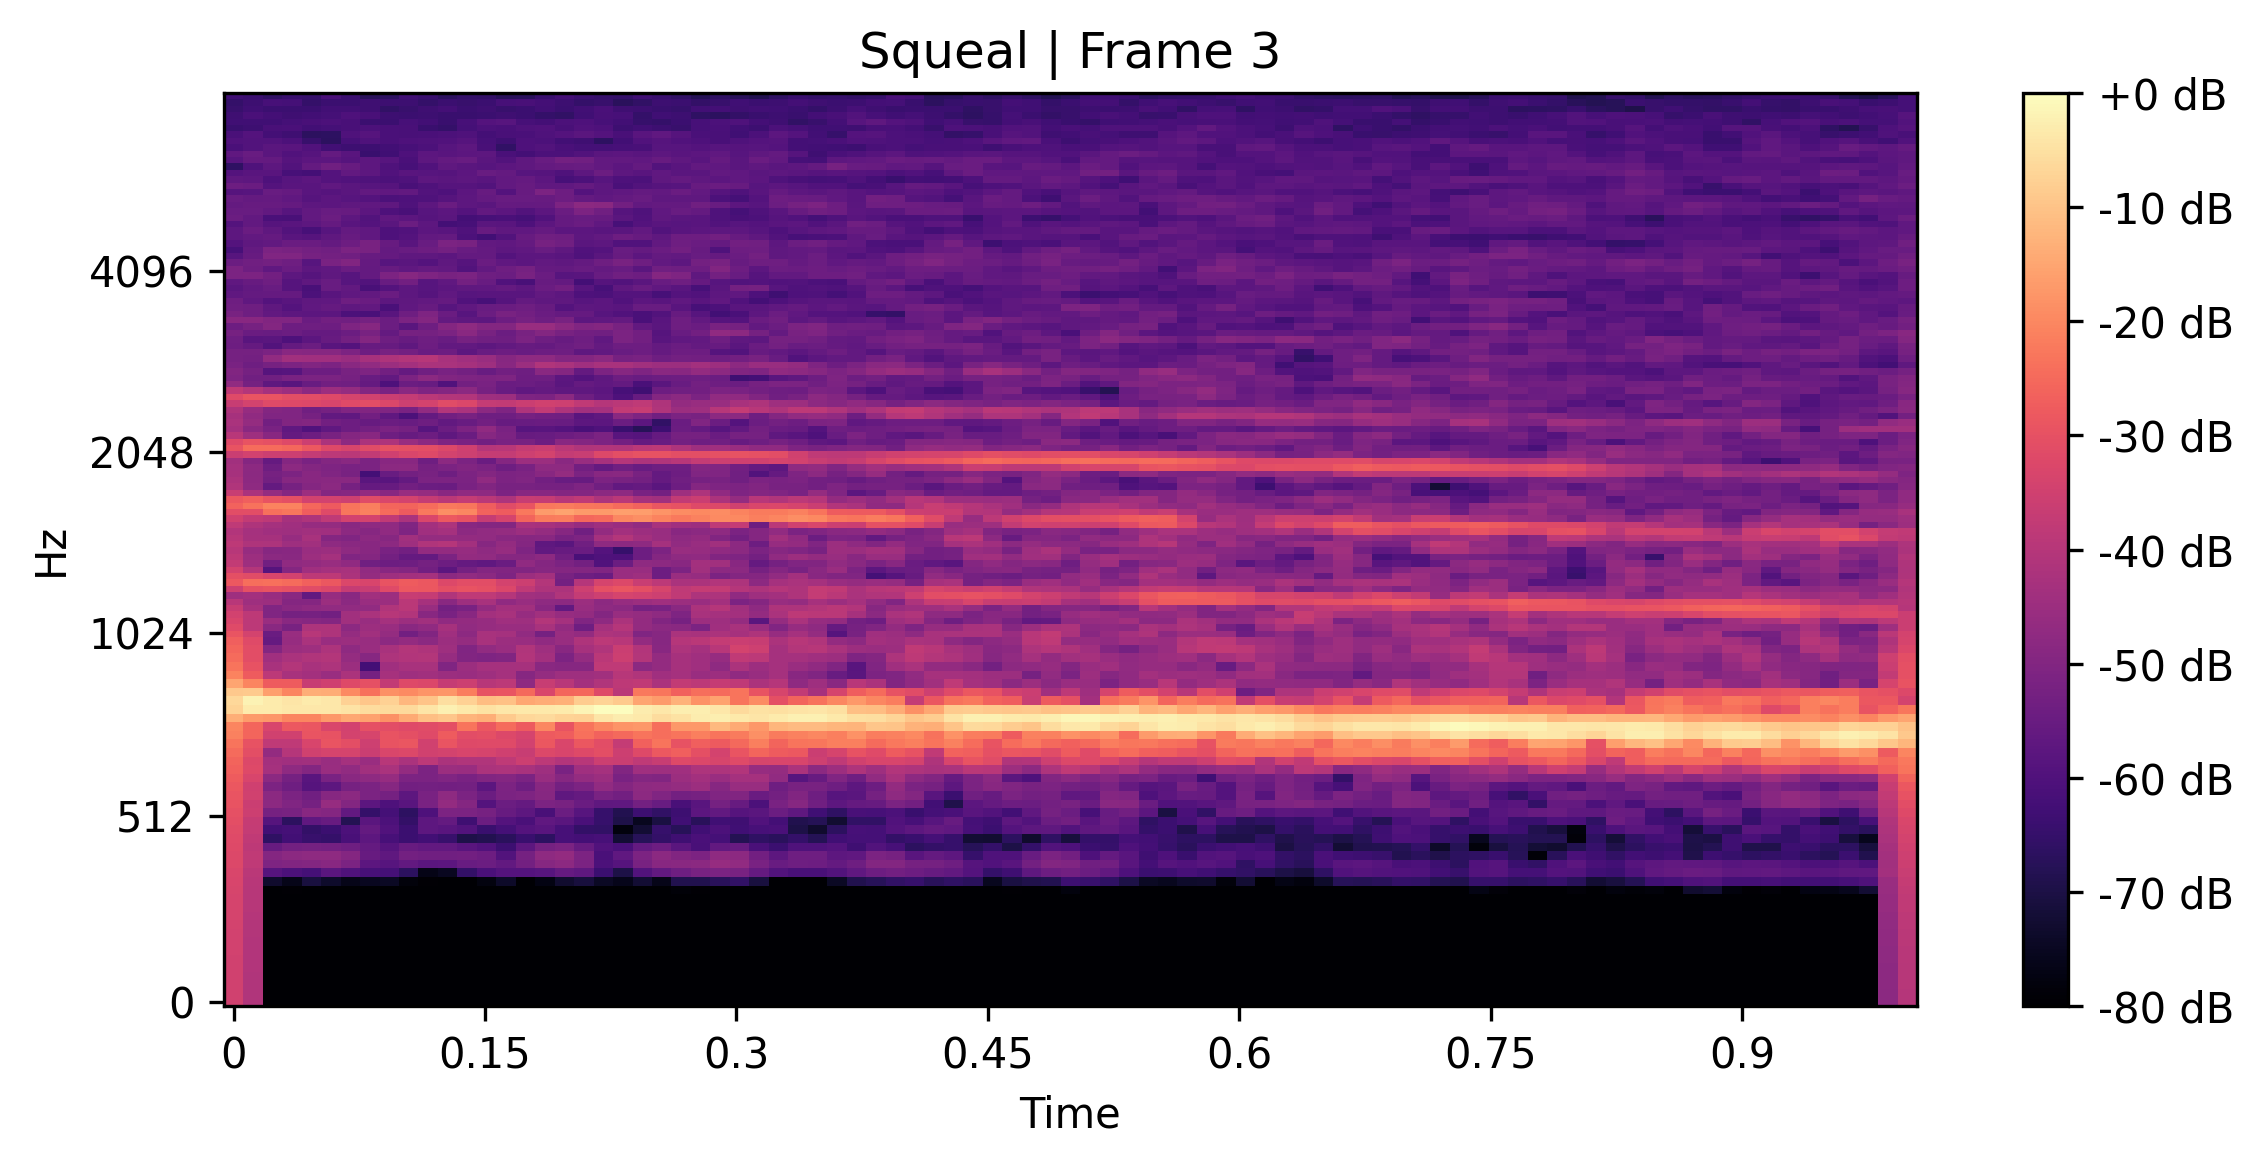 Squeal | Frame 3
+0 dB
-10 dB
-20 dB
-30 dB
-40 dB
-50 dB
-60 dB
-70 dB
-80 dB
Hz
4096
2048
1024
512
0
0 0.15 0.3 0.45 0.6 0.75 0.9
Time